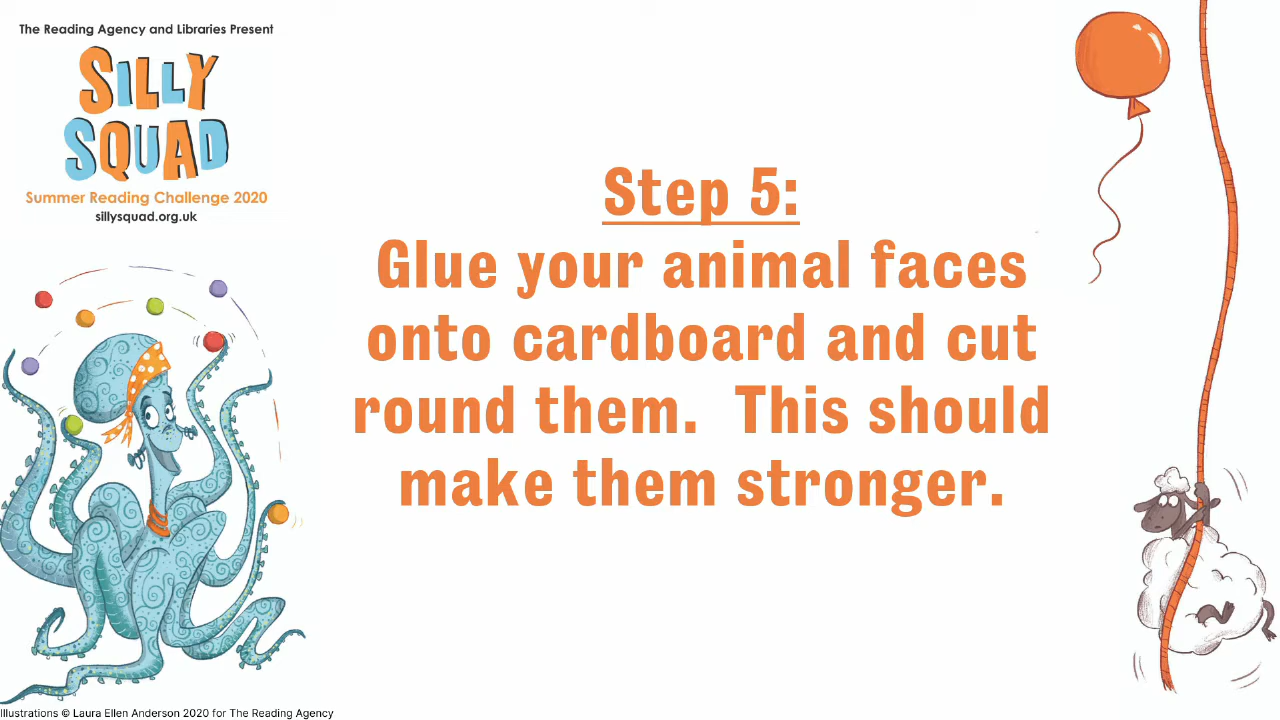 The Reading Agency and Libraries Present
SILLY
SQUAD
Summer Reading Challenge 2020
sillysquad.org.uk
Step 5:
Glue your animal faces
onto cardboard and cut
round them.  This should
make them stronger.
Illustrations © Laura Ellen Anderson 2020 for The Reading Agency